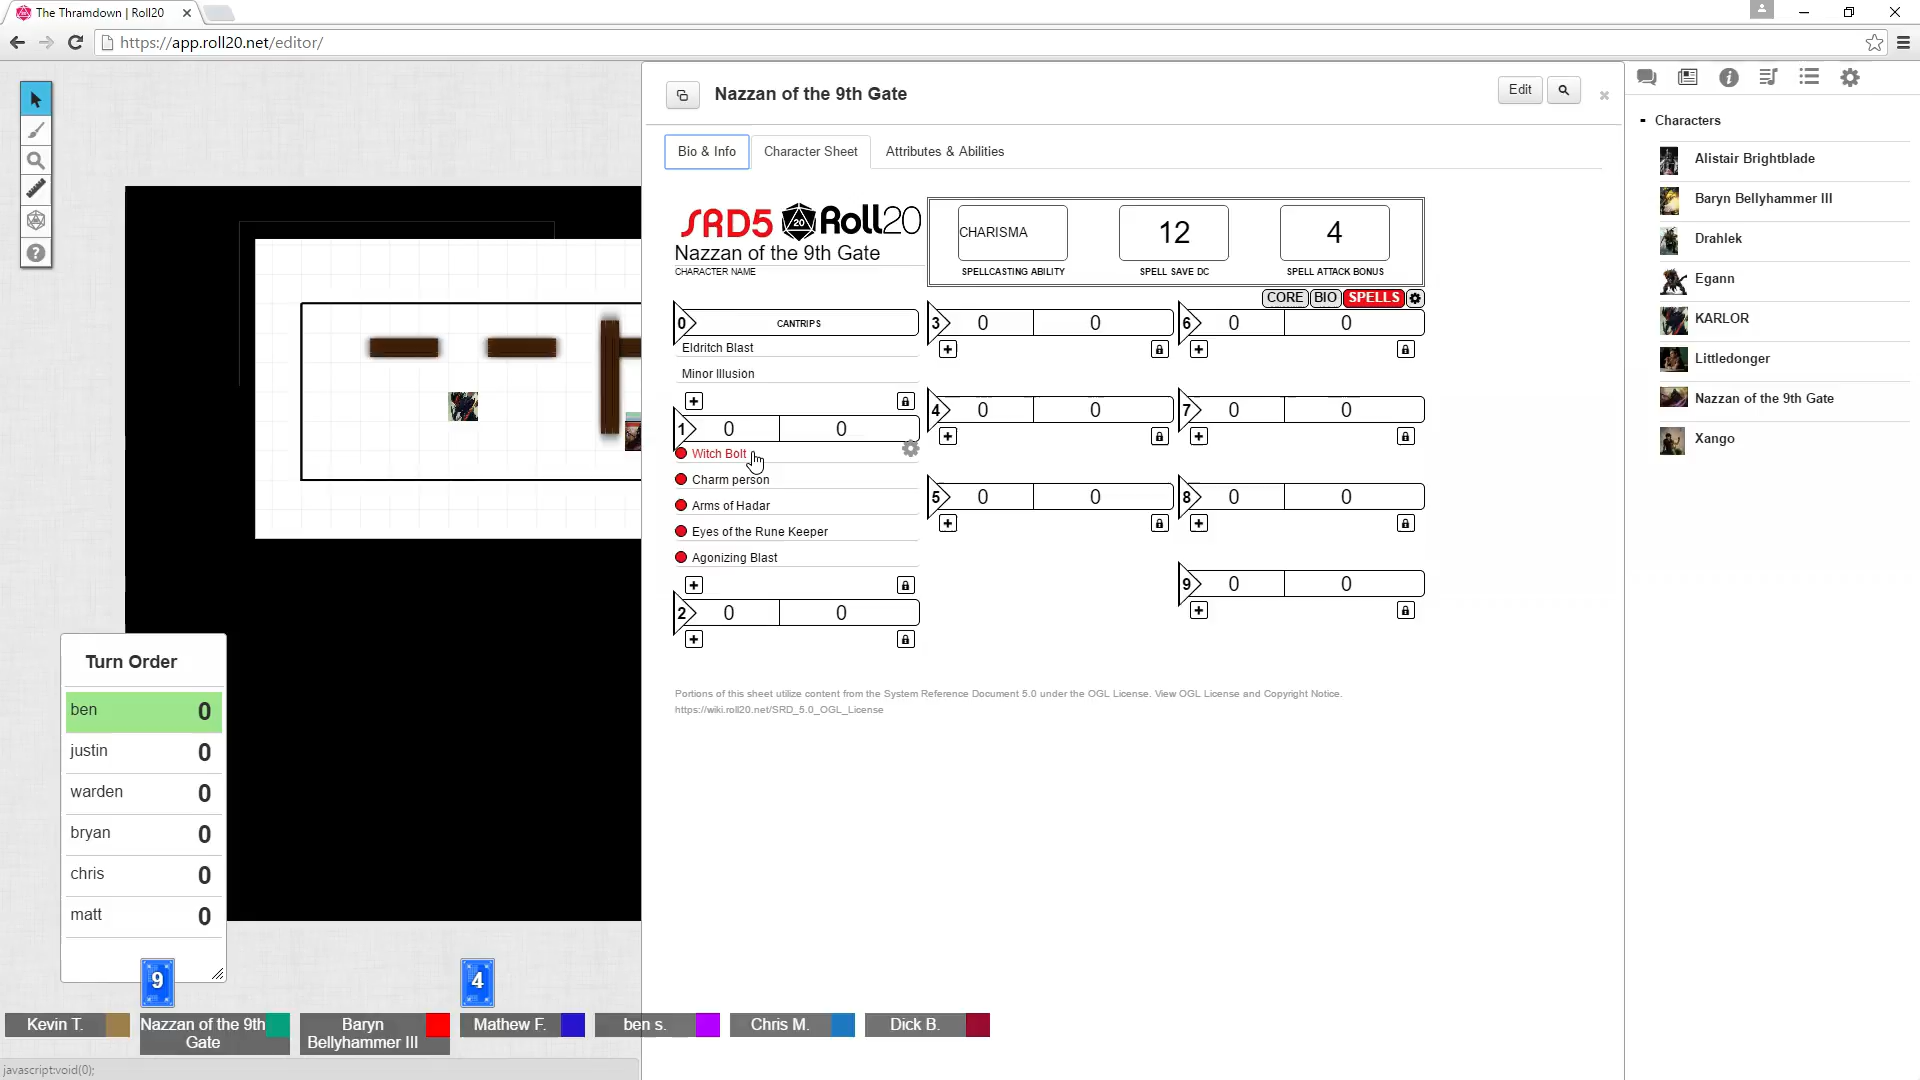 The Thramdown | Roll20
https://app.roll20.net/editor/
Nazzan of the 9th Gate
Edit
Bio & Info
Character Sheet
Attributes & Abilities
SRD5 20 Roll20
Nazzan of the 9th Gate
CHARACTER NAME
CHARISMA
12
4
SPELLCASTING ABILITY
SPELL SAVE DC
SPELL ATTACK BONUS
CORE
BIO
SPELLS
0 CANTRIPS
Eldritch Blast
Minor Illusion
1 0 0
Witch Bolt
Charm person
Arms of Hadar
Eyes of the Rune Keeper
Agonizing Blast
2 0 0
3 0 0
4 0 0
5 0 0
6 0 0
7 0 0
8 0 0
9 0 0
Portions of this sheet utilize content from the System Reference Document 5.0 under the OGL License. View OGL License and Copyright Notice.
https://wiki.roll20.net/SRD_5.0_OGL_License
Characters
Alistair Brightblade
Baryn Bellyhammer III
Drahlek
Egann
KARLOR
Littledonger
Nazzan of the 9th Gate
Xango
Turn Order
ben 0
justin 0
warden 0
bryan 0
chris 0
matt 0
9
4
Kevin T.
Nazzan of the 9th
Gate
Baryn
Bellyhammer III
Mathew F.
ben s.
Chris M.
Dick B.
javascript:void(0);